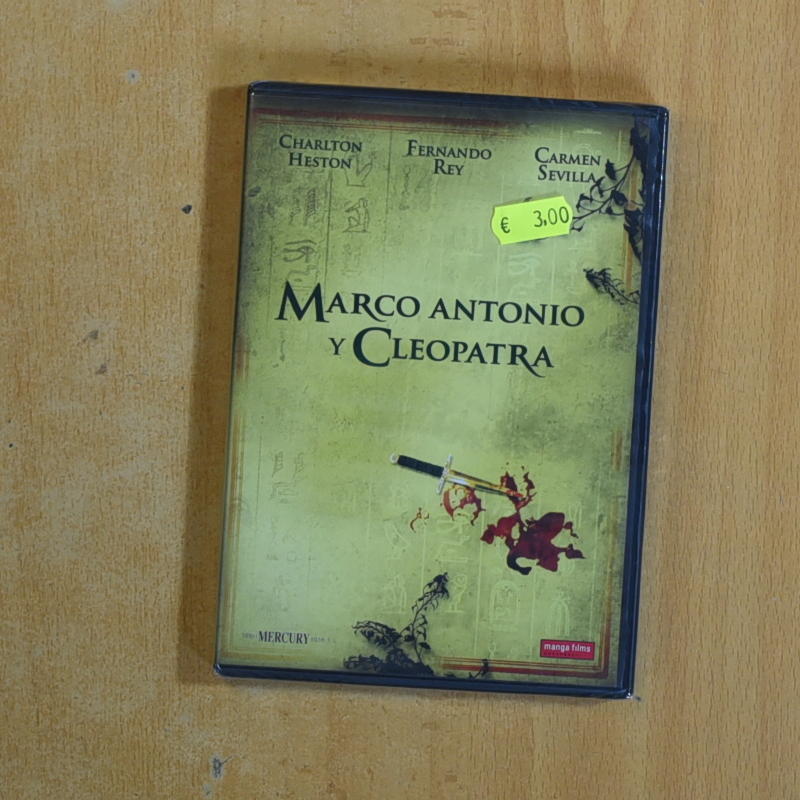 CHARLTON HESTON
FERNANDO REY
CARMEN SEVILLA
€ 3.00
MARCO ANTONIO
Y CLEOPATRA
MERCURY
manga films